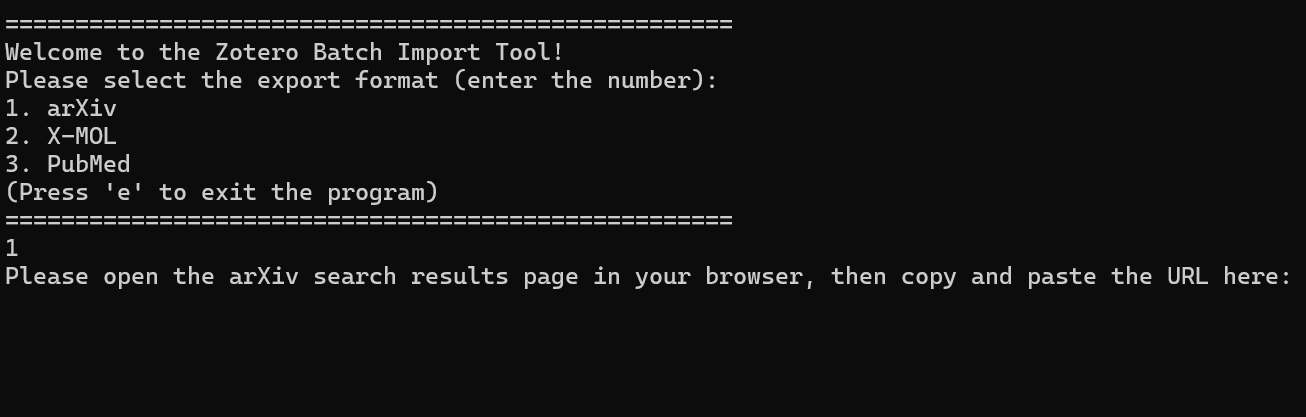 ====================================================
Welcome to the Zotero Batch Import Tool!
Please select the export format (enter the number):
1. arXiv
2. X-MOL
3. PubMed
(Press 'e' to exit the program)
====================================================
1
Please open the arXiv search results page in your browser, then copy and paste the URL here: